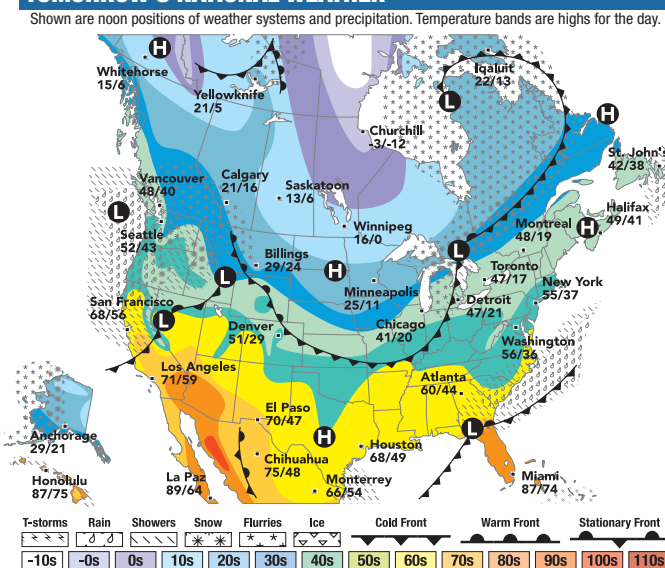 TOMORROW'S NATIONAL WEATHER
Shown are noon positions of weather systems and precipitation. Temperature bands are highs for the day.
H
Whitehorse
15/6
Yellowknife
21/5
Iqaluit
22/13
L
H
Churchill
-3/-12
St. John's
42/38
Vancouver
48/40
Calgary
21/16
Saskatoon
13/6
L
Seattle
52/43
Winnipeg
16/0
Halifax
49/41
H
Montreal
48/19
L
Billings
29/24
H
L
Toronto
47/17
Minneapolis
25/11
New York
55/37
San Francisco
68/56
L
Denver
51/29
Chicago
41/20
Detroit
47/21
Washington
56/36
Los Angeles
71/59
Atlanta
60/44
El Paso
70/47
H
L
Anchorage
29/21
Houston
68/49
Chihuahua
75/48
Honolulu
87/75
La Paz
89/64
Monterrey
66/54
Miami
87/74
T-storms Rain Showers Snow Flurries Ice Cold Front Warm Front Stationary Front
-10s -0s 0s 10s 20s 30s 40s 50s 60s 70s 80s 90s 100s 110s